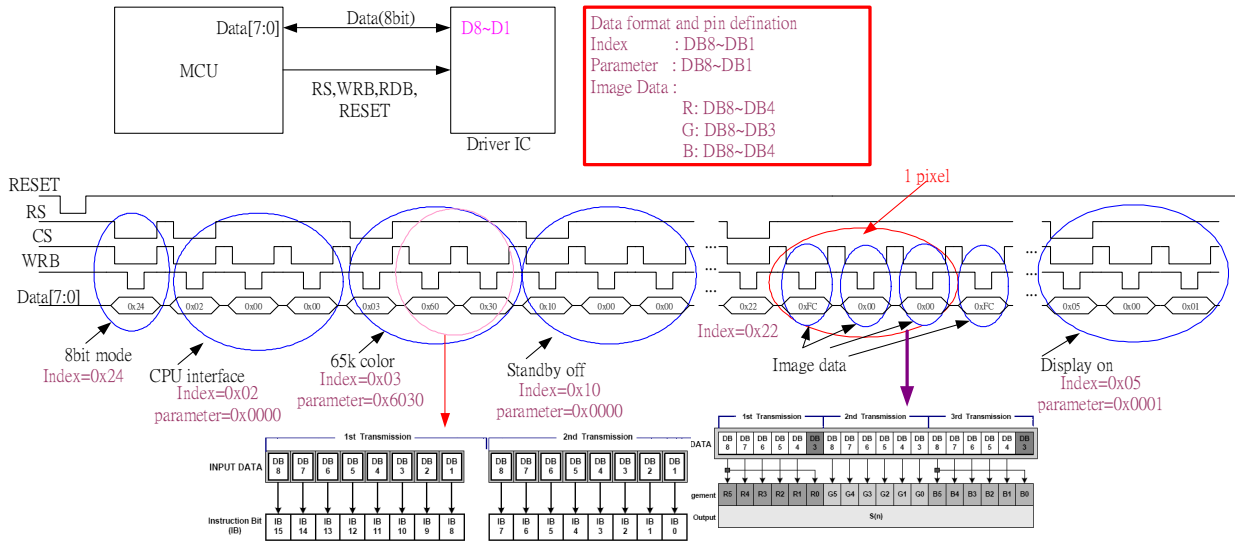 Data(8bit)
Data[7:0]
D8~D1
MCU
RS,WRB,RDB,
RESET
Driver IC
Data format and pin defination
Index : DB8~DB1
Parameter : DB8~DB1
Image Data :
R: DB8~DB4
G: DB8~DB3
B: DB8~DB4
1 pixel
RESET
RS
CS
WRB
Data[7:0]
... ...
... ...
... ...
0x24 0x02 0x00 0x00 0x03 0x60 0x30 0x10 0x00 0x00 0x22 0xFC 0x00 0x00 0xFC 0x05 0x00 0x01
8bit mode
Index=0x24
CPU interface
Index=0x02
parameter=0x0000
65k color
Index=0x03
parameter=0x6030
Standby off
Index=0x10
parameter=0x0000
Index=0x22
Image data
Display on
Index=0x05
parameter=0x0001
1st Transmission 2nd Transmission
INPUT DATA
DB 8 DB 7 DB 6 DB 5 DB 4 DB 3 DB 2 DB 1 DB 8 DB 7 DB 6 DB 5 DB 4 DB 3 DB 2 DB 1
Instruction Bit
(IB)
IB 15 IB 14 IB 13 IB 12 IB 11 IB 10 IB 9 IB 8 IB 7 IB 6 IB 5 IB 4 IB 3 IB 2 IB 1 IB 0
1st Transmission 2nd Transmission 3rd Transmission
DATA
DB 8 DB 7 DB 6 DB 5 DB 4 DB 3 DB 8 DB 7 DB 6 DB 5 DB 4 DB 3 DB 8 DB 7 DB 6 DB 5 DB 4 DB 3
gement R5 R4 R3 R2 R1 R0 G5 G4 G3 G2 G1 G0 B5 B4 B3 B2 B1 B0
Output S(n)